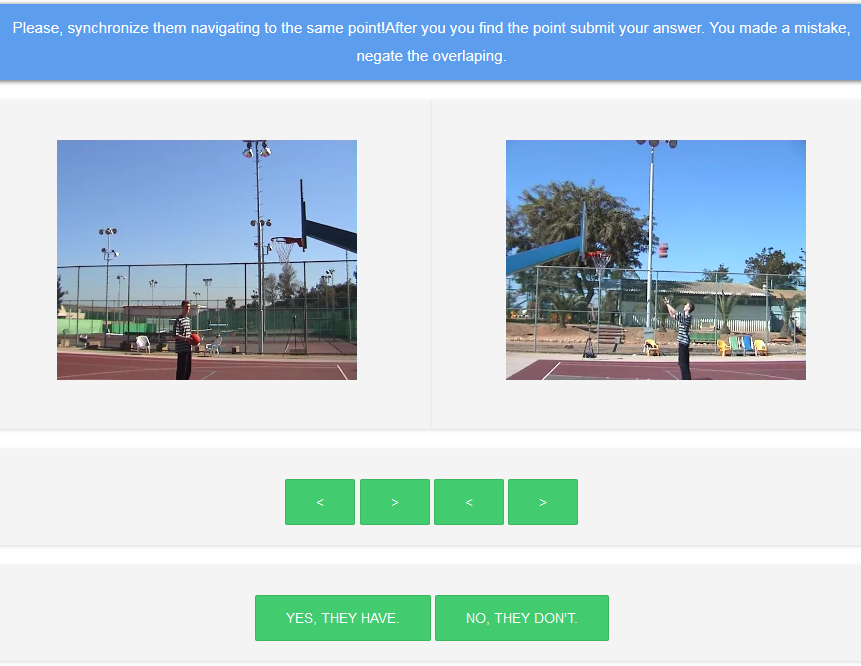 Please, synchronize them navigating to the same point!After you you find the point submit your answer. You made a mistake,
negate the overlaping.
< > < >
YES, THEY HAVE. NO, THEY DON'T.